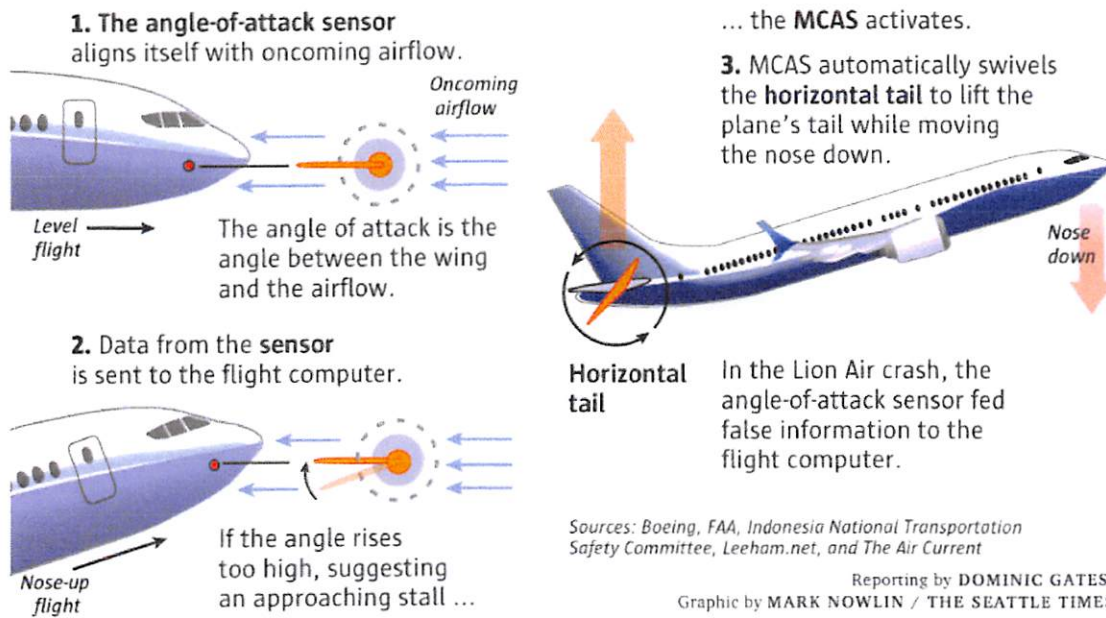 1. The angle-of-attack sensor
aligns itself with oncoming airflow.
Oncoming
airflow
Level
flight
The angle of attack is the
angle between the wing
and the airflow.
2. Data from the sensor
is sent to the flight computer.
Nose-up
flight
If the angle rises
too high, suggesting
an approaching stall ...
... the MCAS activates.
3. MCAS automatically swivels
the horizontal tail to lift the
plane's tail while moving
the nose down.
Nose
down
Horizontal
tail
In the Lion Air crash, the
angle-of-attack sensor fed
false information to the
flight computer.
Sources: Boeing, FAA, Indonesia National Transportation
Safety Committee, Leeham.net, and The Air Current
Reporting by DOMINIC GATES
Graphic by MARK NOWLIN / THE SEATTLE TIMES